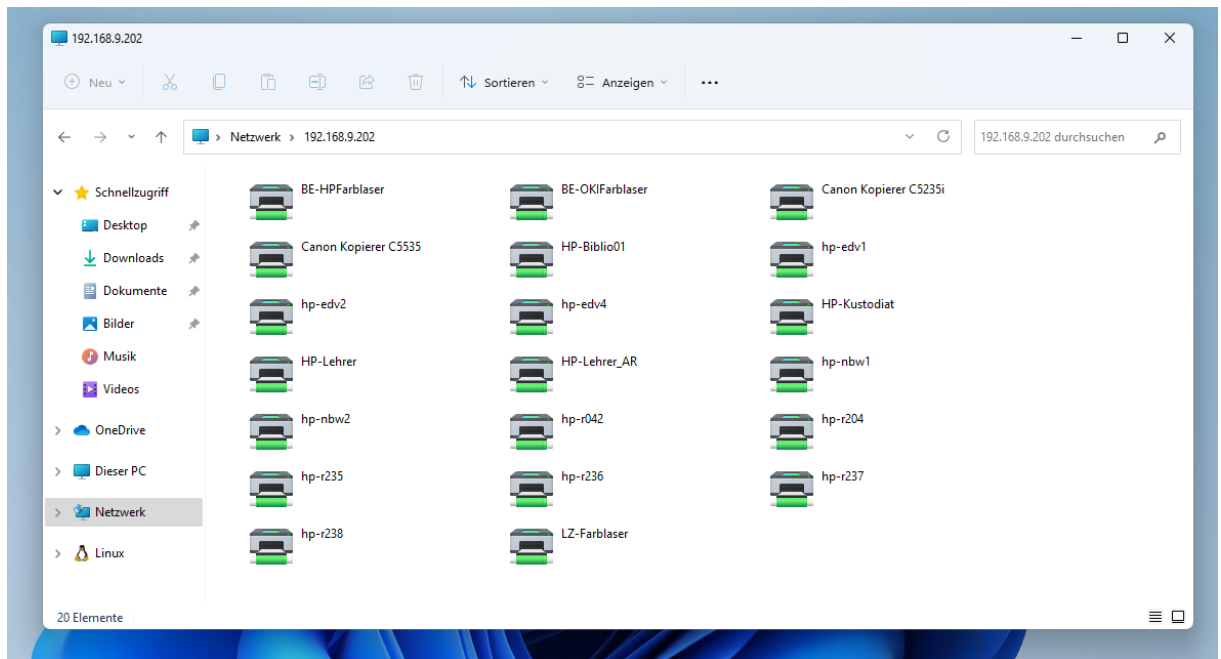 192.168.9.202
Neu
Sortieren
Anzeigen
Netzwerk > 192.168.9.202
192.168.9.202 durchsuchen
Schnellzugriff
Desktop
Downloads
Dokumente
Bilder
Musik
Videos
OneDrive
Dieser PC
Netzwerk
Linux
BE-HPFarblaser
BE-OKIFarblaser
Canon Kopierer C5235i
Canon Kopierer C5535
HP-Biblio01
hp-edv1
hp-edv2
hp-edv4
HP-Kustodiat
HP-Lehrer
HP-Lehrer_AR
hp-nbw1
hp-nbw2
hp-r042
hp-r204
hp-r235
hp-r236
hp-r237
hp-r238
LZ-Farblaser
20 Elemente